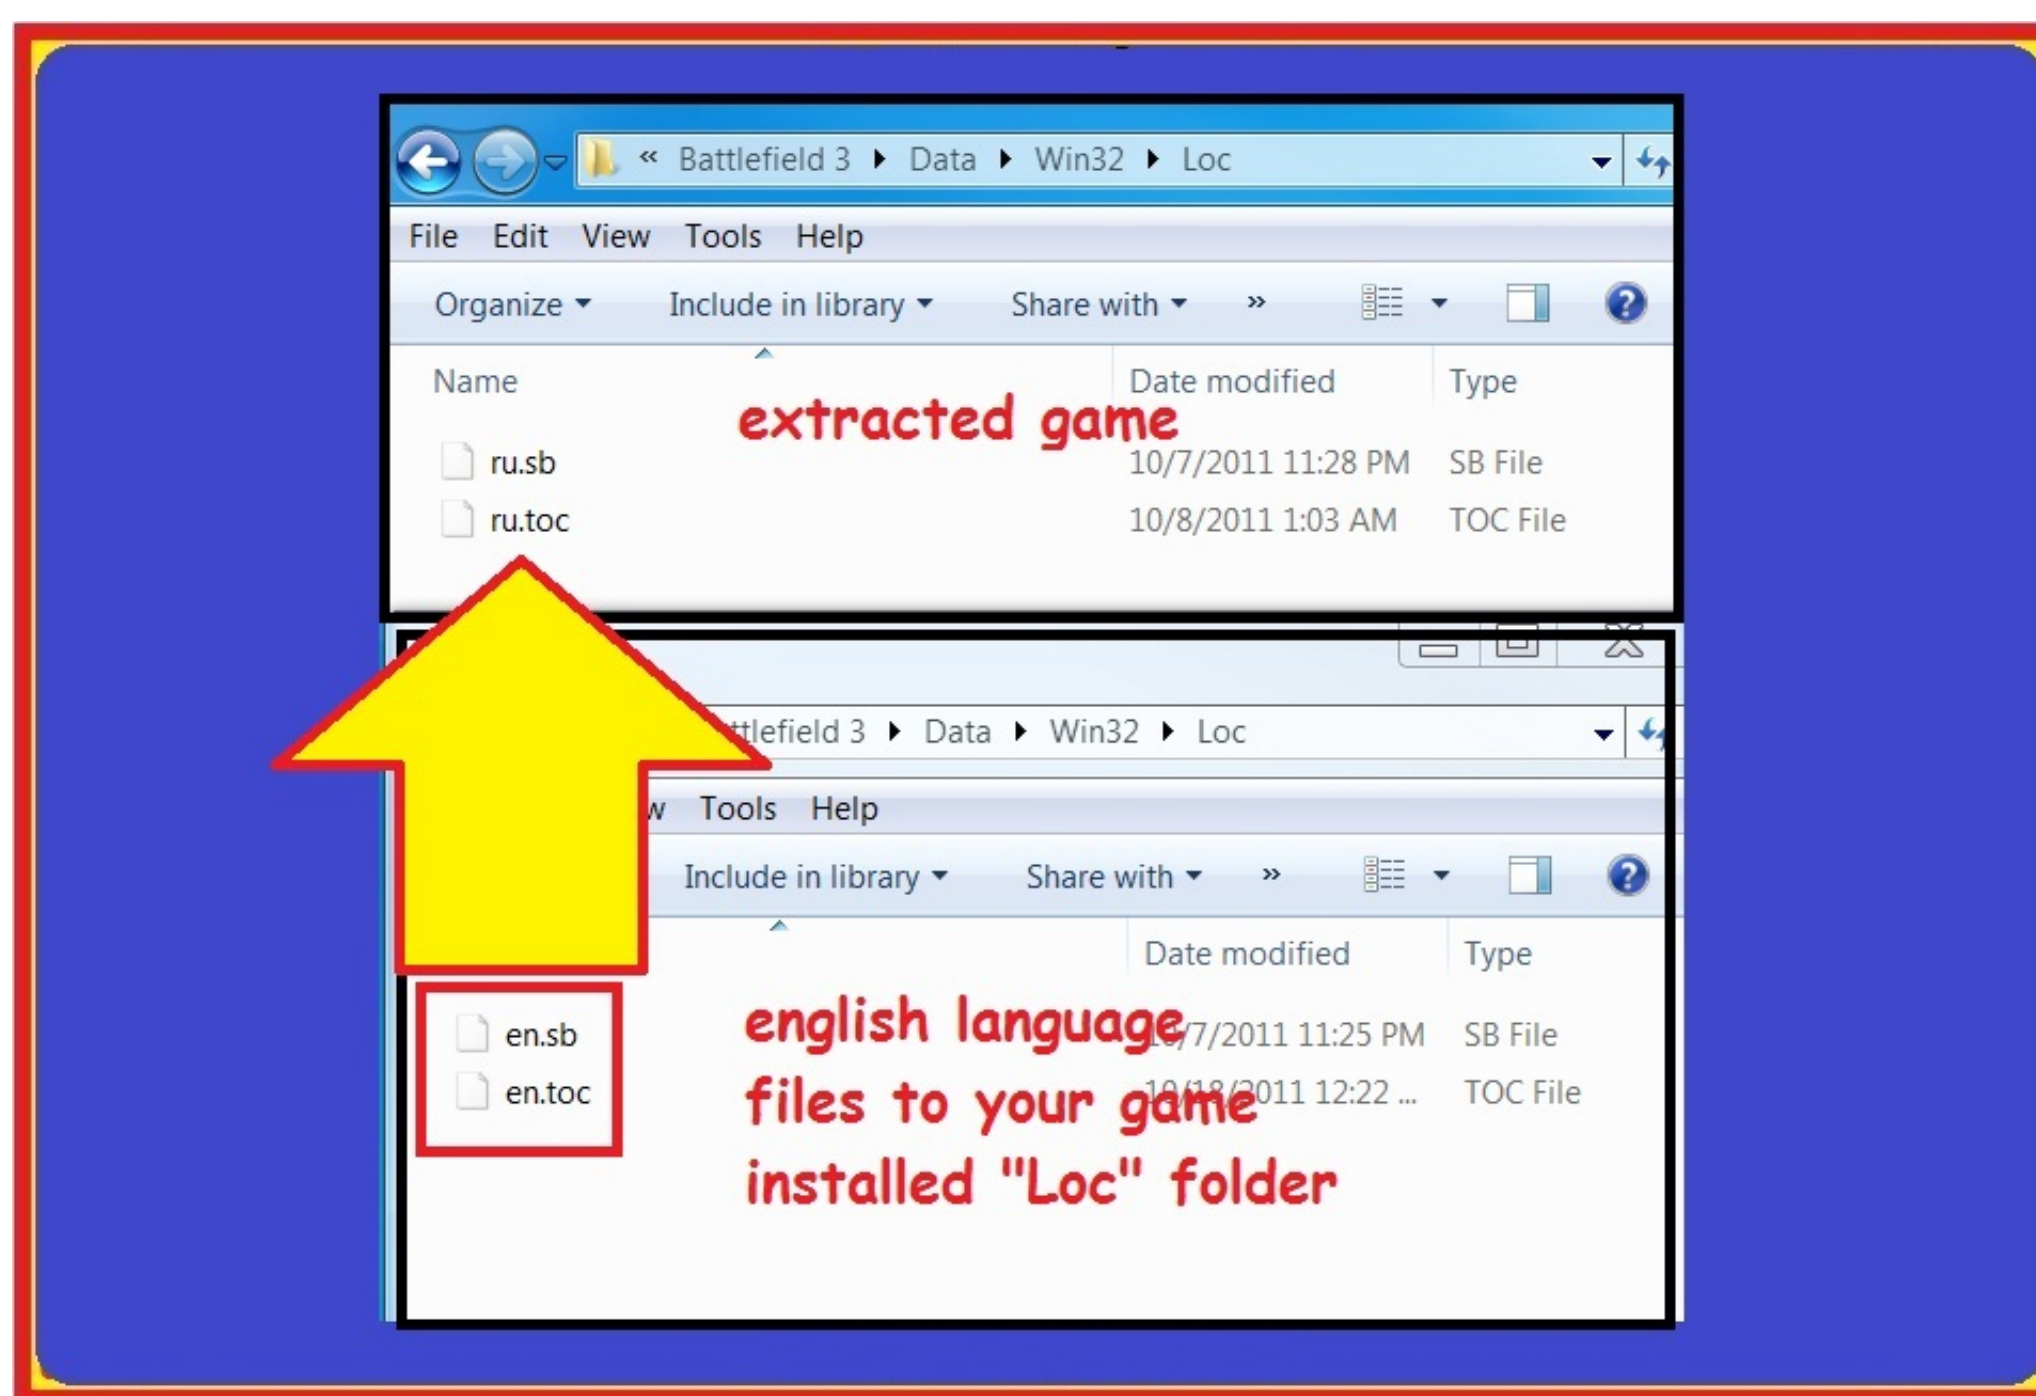 « Battlefield 3 Data Win32 Loc
File Edit View Tools Help
Organize Include in library Share with »
Name Date modified Type
extracted game
ru.sb 10/7/2011 11:28 PM SB File
ru.toc 10/8/2011 1:03 AM TOC File
ttlefield 3 Data Win32 Loc
w Tools Help
Include in library Share with »
Date modified Type
en.sb /7/2011 11:25 PM SB File
en.toc 10/18/2011 12:22 ... TOC File
english language
files to your game
installed "Loc" folder